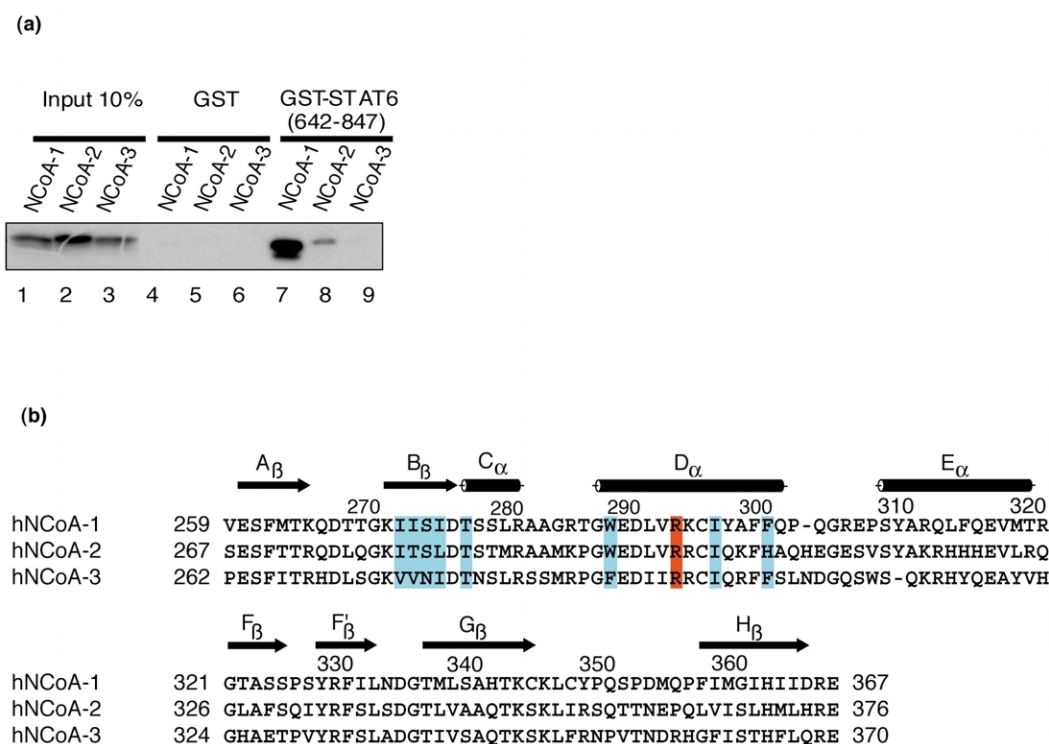 (a)
Input 10% GST GST-STAT6
(642-847)
NCoA-1 NCoA-2 NCoA-3 NCoA-1 NCoA-2 NCoA-3 NCoA-1 NCoA-2 NCoA-3
1 2 3 4 5 6 7 8 9
(b)
Aβ Bβ Cα Dα Eα
270 280 290 300 310 320
hNCoA-1 259 VESFMTKQDTTGKIISIDTSSLRAAGRTGWEDLVRKCIYAFFQP-QGREPSYARQLFQEVMTR
hNCoA-2 267 SESFTTRQDLQGKITSLDTSTMRAAMKPGWEDLVRRCIQKFHAQHEGESVSYAKRHHHEVLRQ
hNCoA-3 262 PESFITRHDLSGKVVNIDTNSLRSSMRPGFEDIIRRCIQRFFSLNDGQSWS-QKRHYQEAYVH
Fβ F'β Gβ Hβ
330 340 350 360
hNCoA-1 321 GTASSPSYRFILNDGTMLSAHTKCKLCYPQSPDMQPFIMGIHIIDRE 367
hNCoA-2 326 GLAFSQIYRFSLSDGTLVAAQTKSKLIRSQTTNEPQLVISLHMLHRE 376
hNCoA-3 324 GHAETPVYRFSLADGTIVSAQTKSKLFRNPVTNDRHGFISTHFLQRE 370